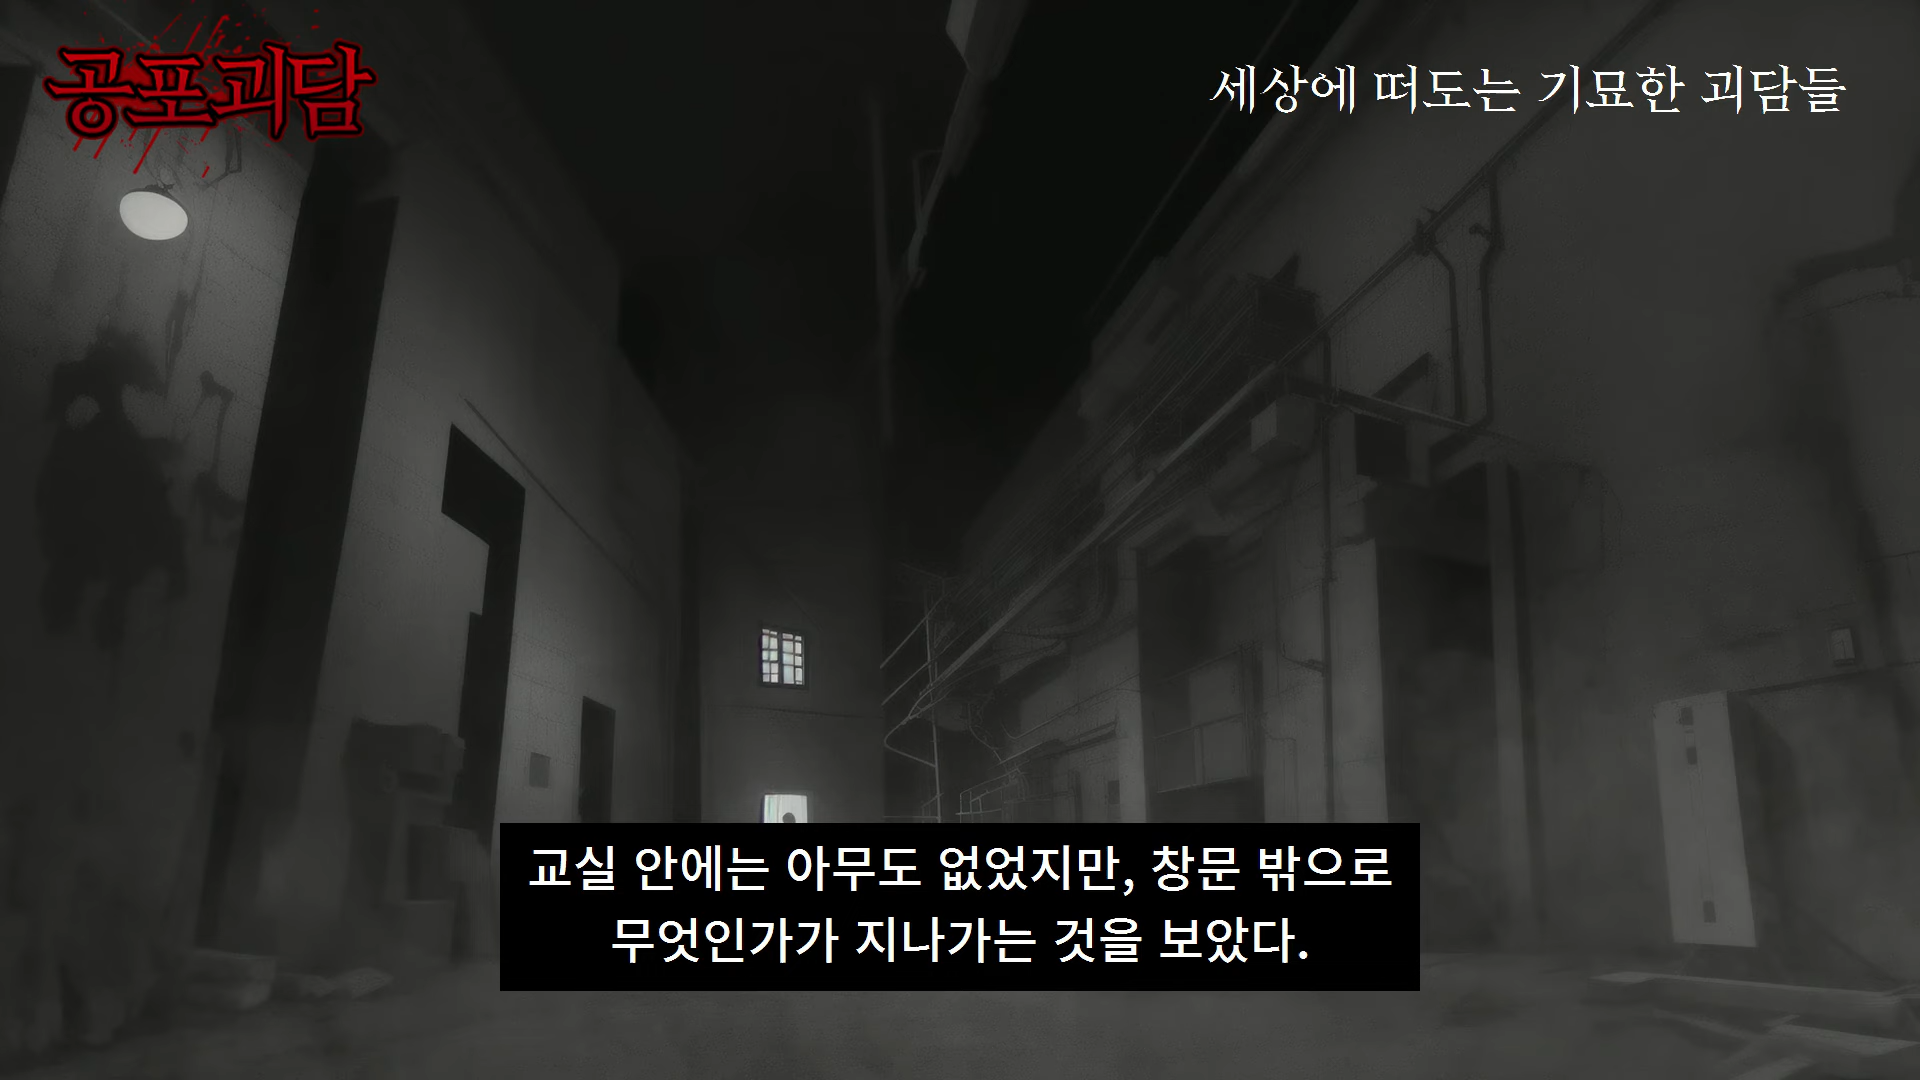 공포괴담
세상에 떠도는 기묘한 괴담들
교실 안에는 아무도 없었지만, 창문 밖으로
무엇인가가 지나가는 것을 보았다.